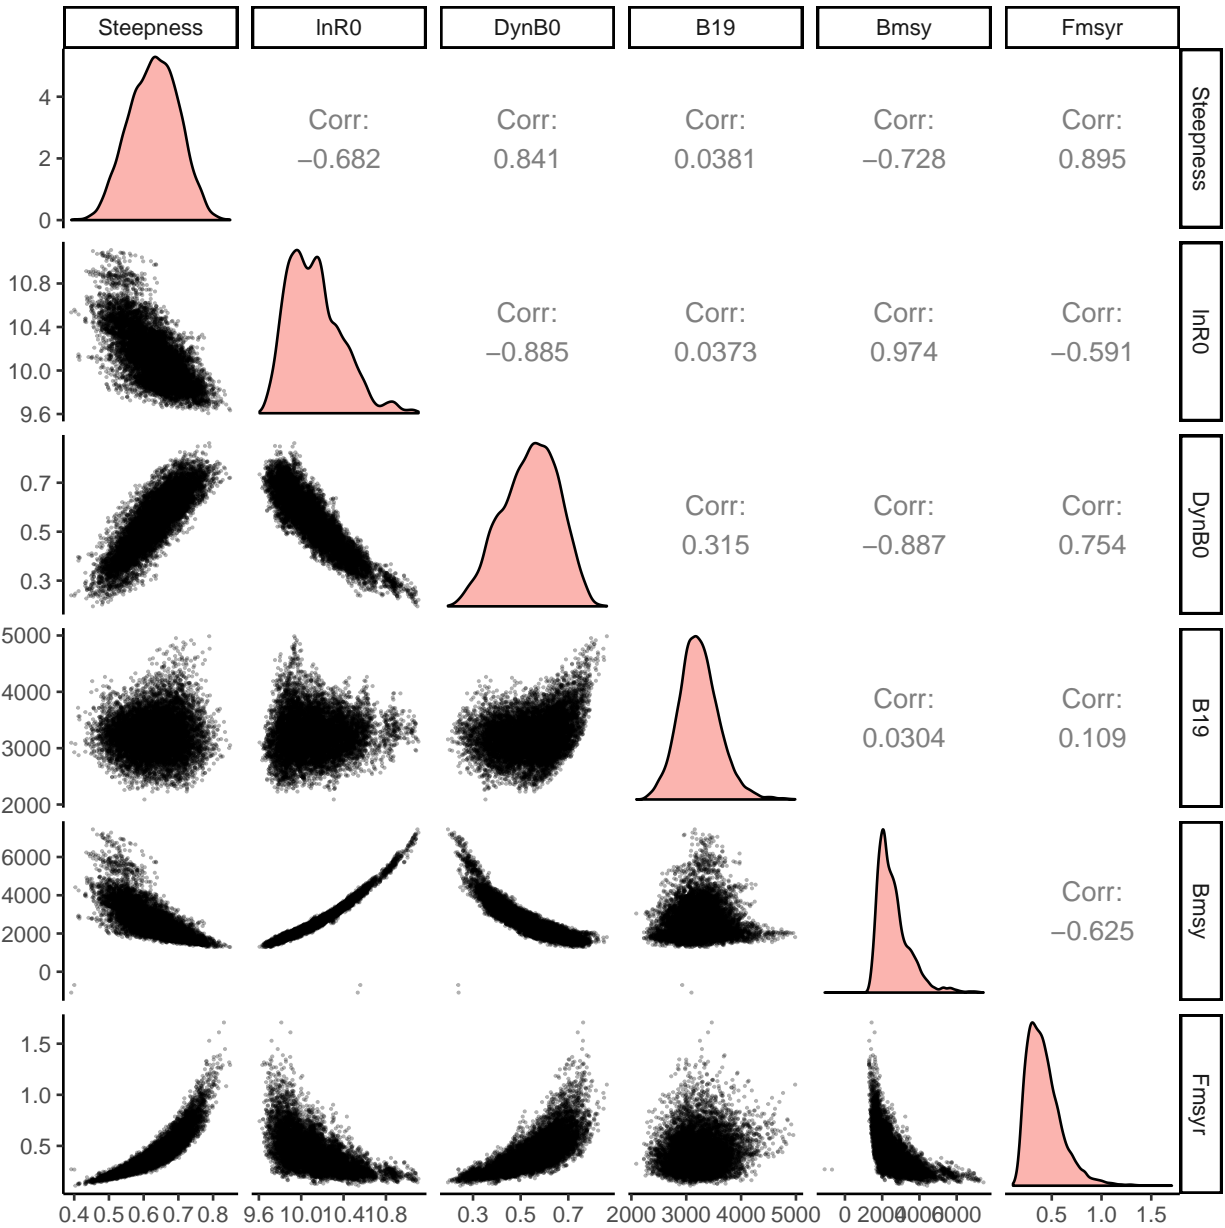 Steepness lnR0 DynB0 B19 Bmsy Fmsyr
4
2
0
Corr: Corr: Corr: Corr: Corr:
−0.682 0.841 0.0381 −0.728 0.895
Steepness
10.8
10.4
10.0
9.6
Corr: Corr: Corr: Corr:
−0.885 0.0373 0.974 −0.591
lnR0
0.7
0.5
0.3
Corr: Corr: Corr:
0.315 −0.887 0.754
DynB0
5000
4000
3000
2000
Corr: Corr:
0.0304 0.109
B19
6000
4000
2000
0
Corr:
−0.625
Bmsy
1.5
1.0
0.5
Fmsyr
0.4 0.5 0.6 0.7 0.8 9.6 10.0 10.4 10.8 0.3 0.5 0.7 2000 3000 4000 5000 0 2000 4000 6000 0.5 1.0 1.5